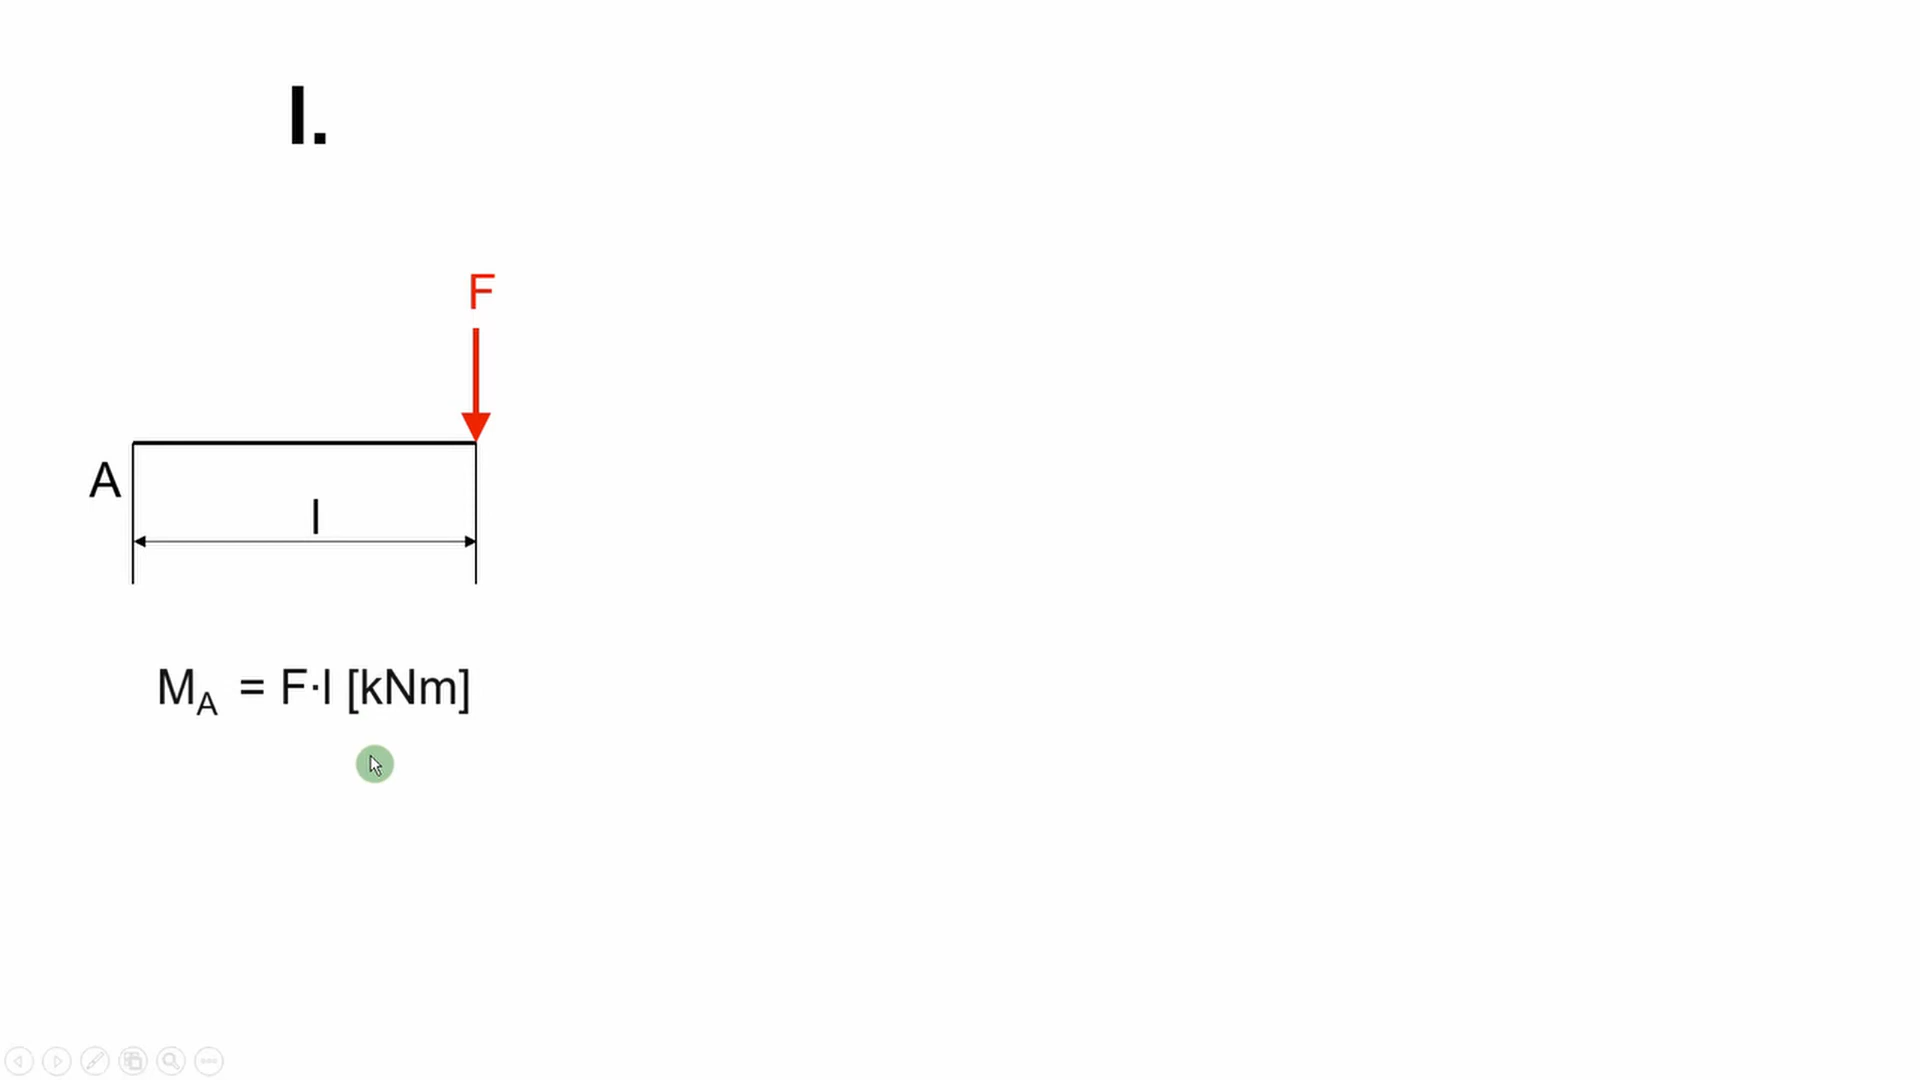 I.
F
A
l
M_A = F·l [kNm]